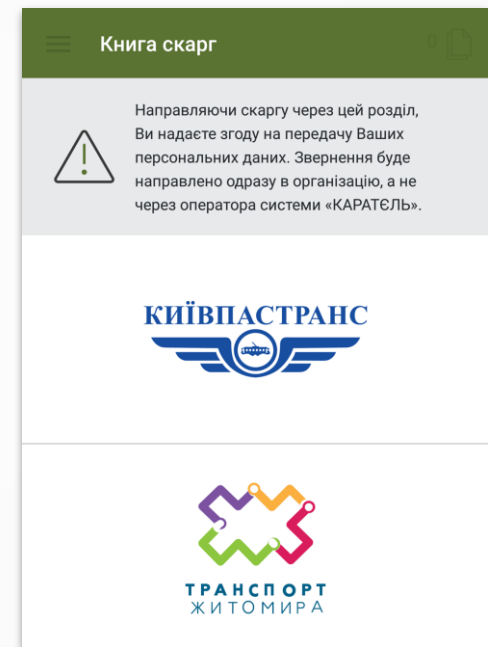 Книга скарг
0
Направляючи скаргу через цей розділ,
Ви надаєте згоду на передачу Ваших
персональних даних. Звернення буде
направлено одразу в організацію, а не
через оператора системи «КАРАТЄЛЬ».
КИЇВПАСТРАНС
ТРАНСПОРТ
ЖИТОМИРА